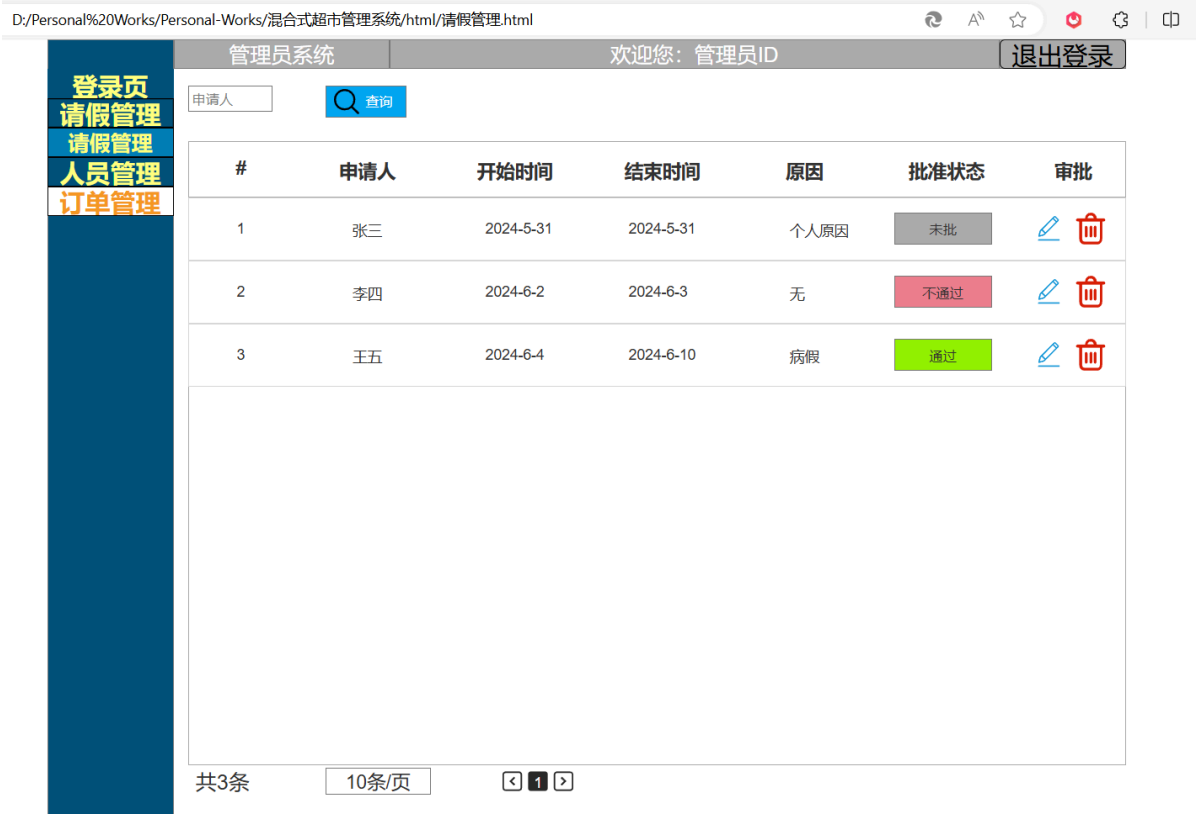 D:/Personal%20Works/Personal-Works/混合式超市管理系统/html/请假管理.html
管理员系统 欢迎您：管理员ID 退出登录
登录页
请假管理
请假管理
人员管理
订单管理
申请人 查询
# 申请人 开始时间 结束时间 原因 批准状态 审批
1 张三 2024-5-31 2024-5-31 个人原因 未批
2 李四 2024-6-2 2024-6-3 无 不通过
3 王五 2024-6-4 2024-6-10 病假 通过
共3条 10条/页 1